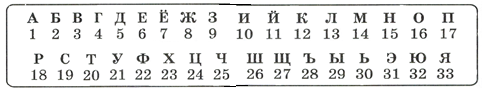 А Б В Г Д Е Ё Ж З И Й К Л М Н О П
1 2 3 4 5 6 7 8 9 10 11 12 13 14 15 16 17
Р С Т У Ф Х Ц Ч Ш Щ Ъ Ы Ь Э Ю Я
18 19 20 21 22 23 24 25 26 27 28 29 30 31 32 33